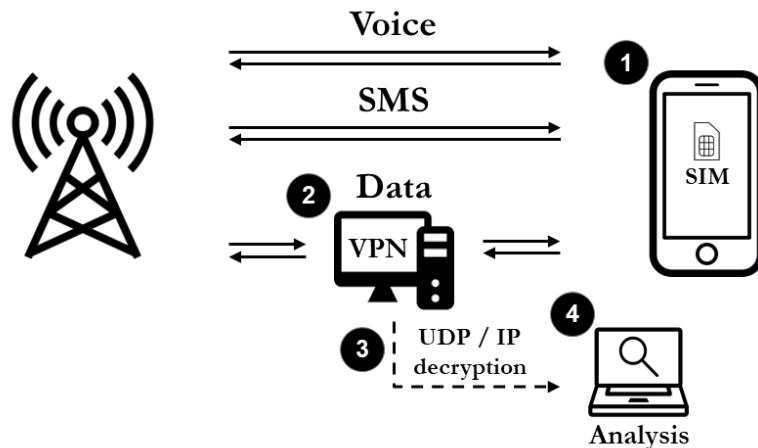 Voice
1
SMS
SIM
2
Data
VPN
3
UDP / IP
decryption
4
Analysis